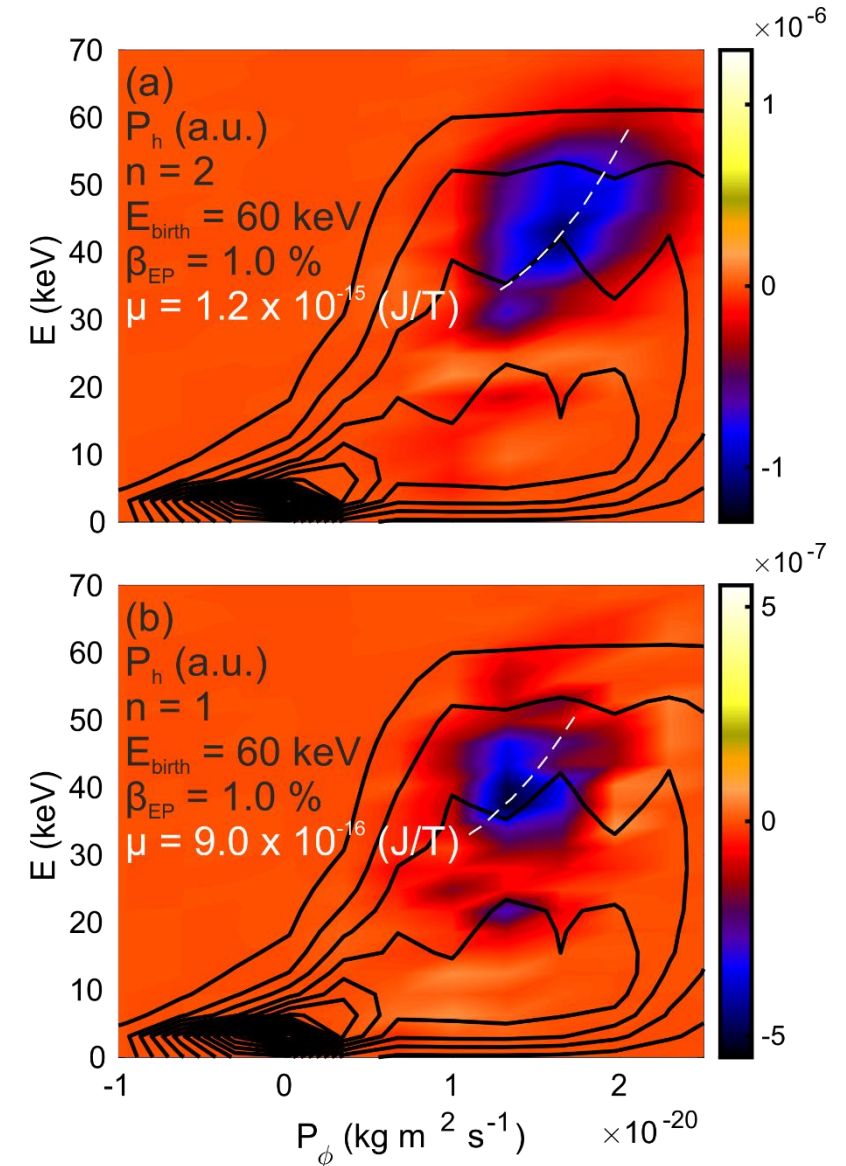 ×10⁻⁶
70
(a)
P_h (a.u.)
n = 2
E_birth = 60 keV
β_EP = 1.0 %
μ = 1.2 x 10⁻¹⁵ (J/T)
60
50
40
30
20
10
0
E (keV)
1
0
-1
×10⁻⁷
70
(b)
P_h (a.u.)
n = 1
E_birth = 60 keV
β_EP = 1.0 %
μ = 9.0 x 10⁻¹⁶ (J/T)
60
50
40
30
20
10
0
E (keV)
5
0
-5
-1 0 1 2
P_ϕ (kg m ² s⁻¹) ×10⁻²⁰